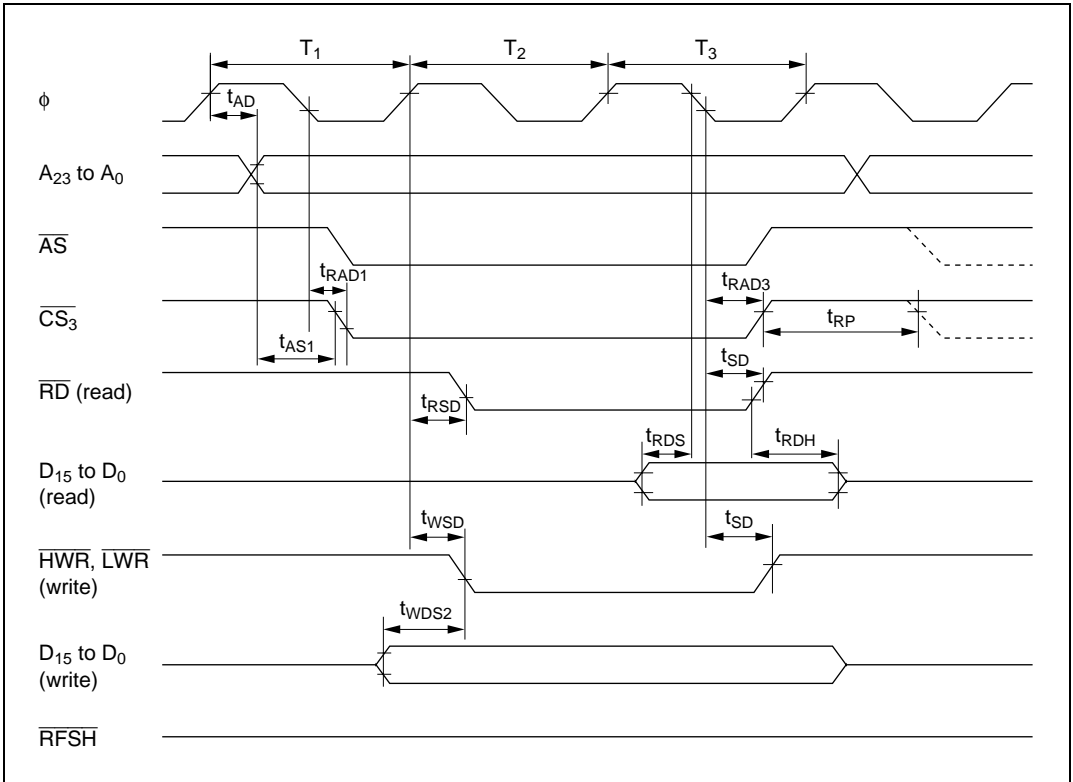 T1 T2 T3
ϕ
tAD
A23 to A0
AS
tRAD1
tRAD3
CS3
tRP
tAS1
tSD
RD (read)
tRSD
tRDS
tRDH
D15 to D0
(read)
tWSD
tSD
HWR, LWR
(write)
tWDS2
D15 to D0
(write)
RFSH